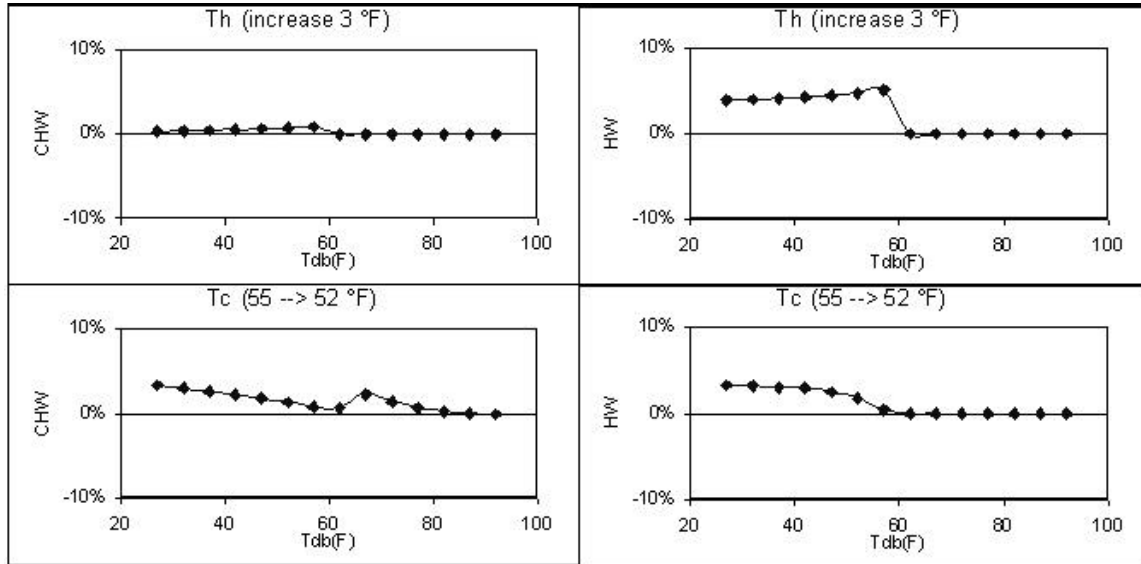 Th (increase 3 °F)
10%
0%
-10%
CHW
20 40 60 80 100
Tdb(F)
Th (increase 3 °F)
10%
0%
-10%
HW
20 40 60 80 100
Tdb(F)
Tc (55 --> 52 °F)
10%
0%
-10%
CHW
20 40 60 80 100
Tdb(F)
Tc (55 --> 52 °F)
10%
0%
-10%
HW
20 40 60 80 100
Tdb(F)